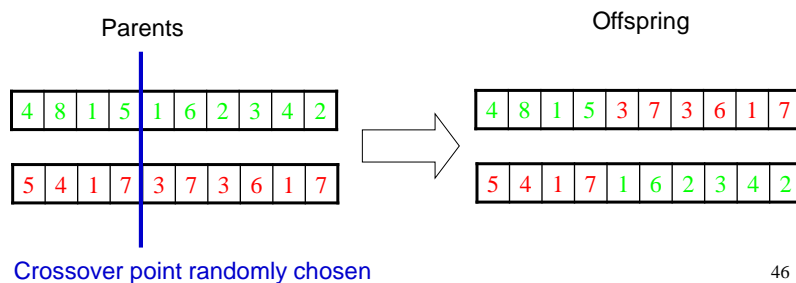 Parents
Offspring
4 8 1 5 1 6 2 3 4 2
4 8 1 5 3 7 3 6 1 7
5 4 1 7 3 7 3 6 1 7
5 4 1 7 1 6 2 3 4 2
Crossover point randomly chosen
46